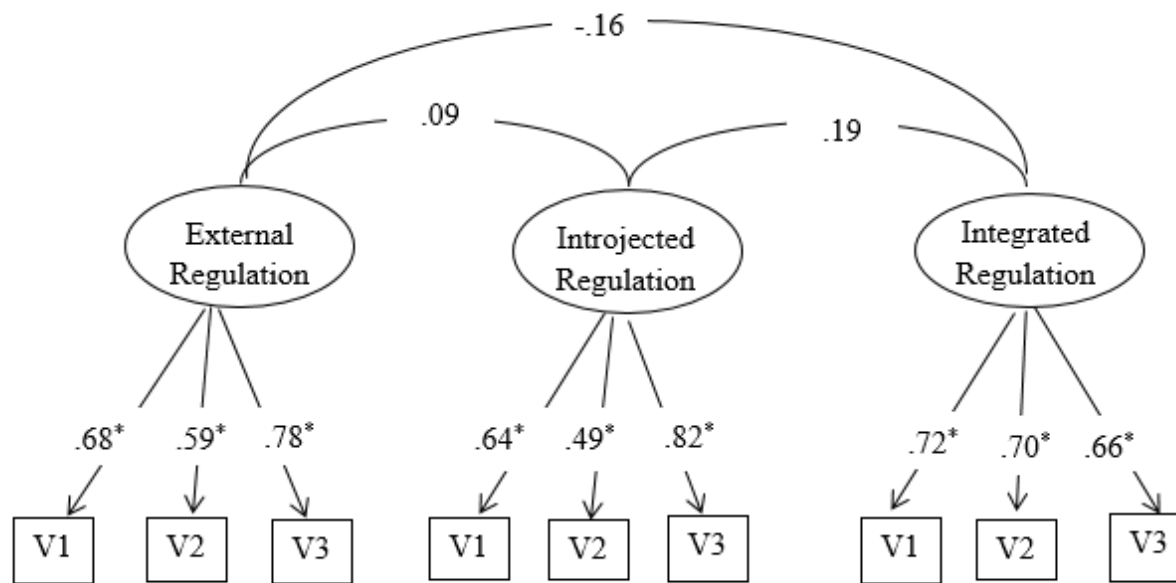 -.16
.09
.19
External
Regulation
Introjected
Regulation
Integrated
Regulation
.68* .59* .78* .64* .49* .82* .72* .70* .66*
V1 V2 V3 V1 V2 V3 V1 V2 V3